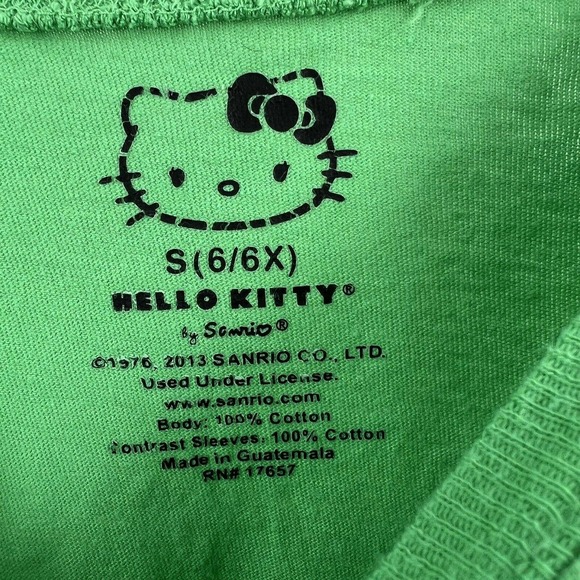 S(6/6X)
HELLO KITTY®
by Sanrio®
©1976, 2013 SANRIO CO., LTD.
Used Under License.
www.sanrio.com
Body: 100% Cotton
Contrast Sleeves: 100% Cotton
Made in Guatemala
RN# 17657